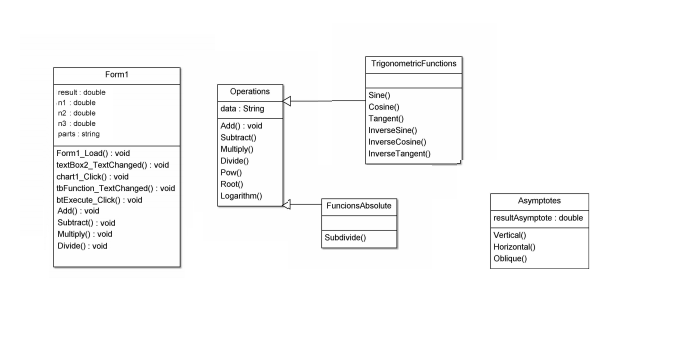 Form1
result : double
n1 : double
n2 : double
n3 : double
parts : string
Form1_Load() : void
textBox2_TextChanged() : void
chart1_Click() : void
tbFunction_TextChanged() : void
btExecute_Click() : void
Add() : void
Subtract() : void
Multiply() : void
Divide() : void
Operations
data : String
Add() : void
Subtract()
Multiply()
Divide()
Pow()
Root()
Logarithm()
TrigonometricFunctions
Sine()
Cosine()
Tangent()
InverseSine()
InverseCosine()
InverseTangent()
FuncionsAbsolute
Subdivide()
Asymptotes
resultAsymptote : double
Vertical()
Horizontal()
Oblique()